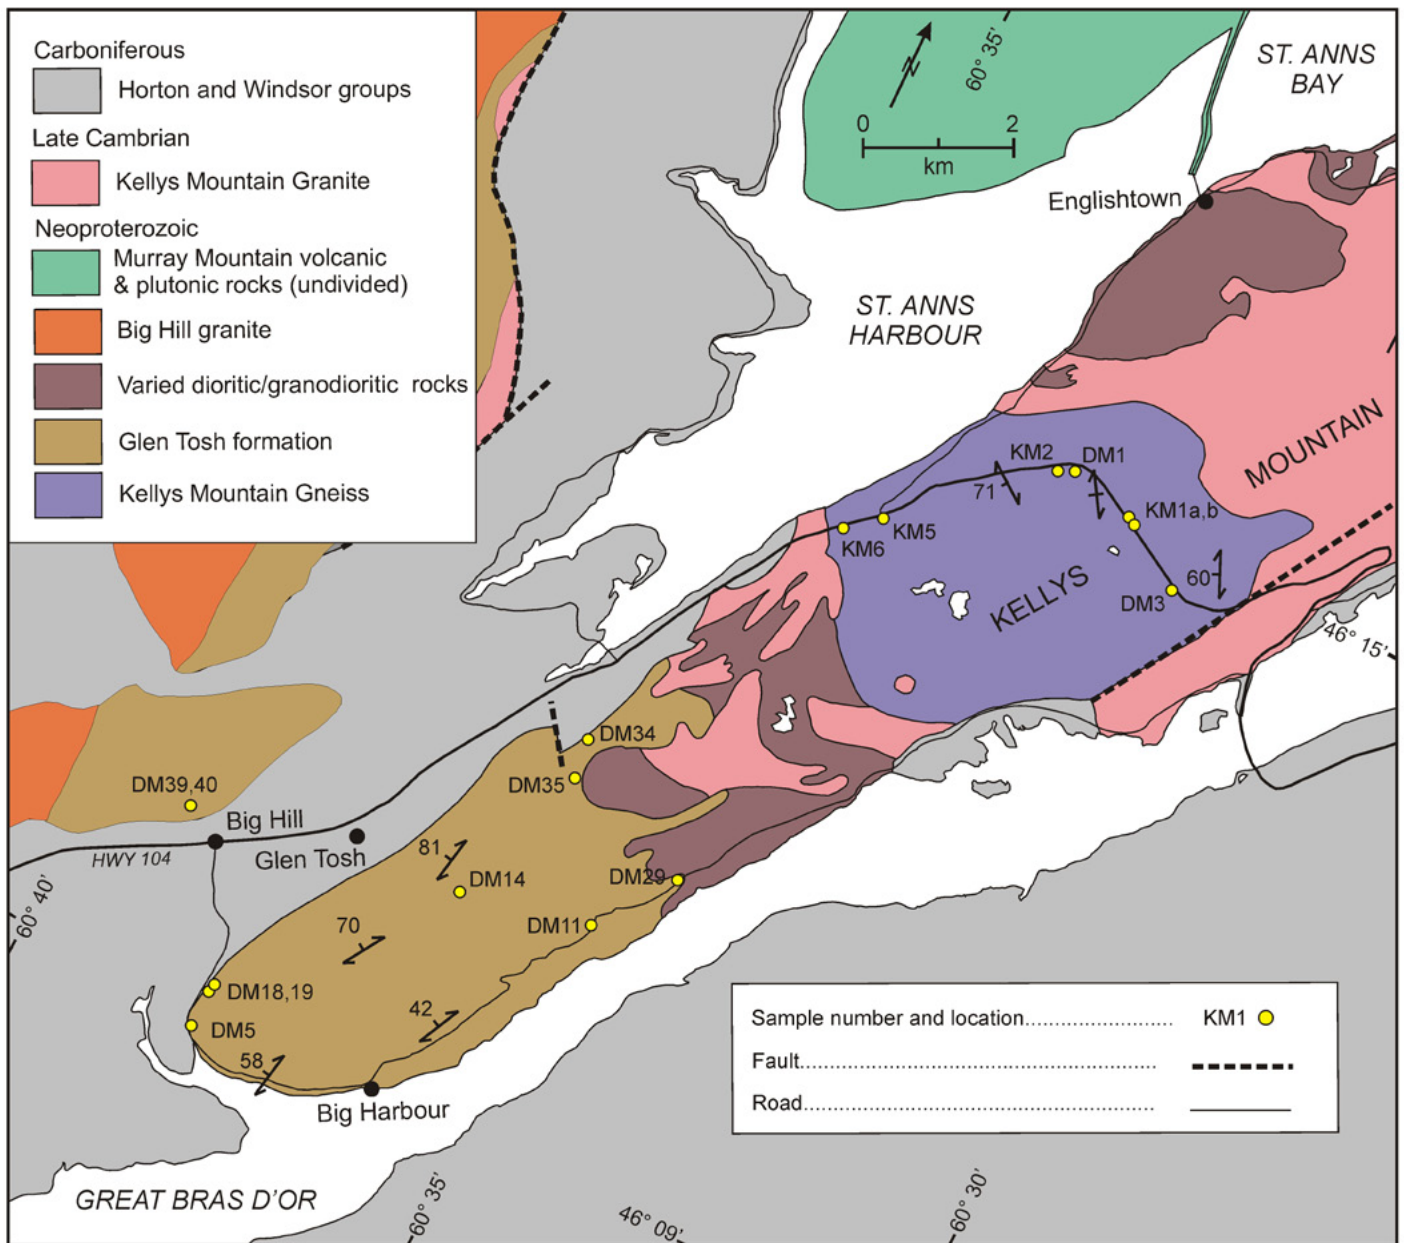 Carboniferous
Horton and Windsor groups
Late Cambrian
Kellys Mountain Granite
Neoproterozoic
Murray Mountain volcanic
& plutonic rocks (undivided)
Big Hill granite
Varied dioritic/granodioritic rocks
Glen Tosh formation
Kellys Mountain Gneiss
N
60° 35'
0 2
km
ST. ANNS
BAY
Englishtown
ST. ANNS
HARBOUR
MOUNTAIN
KM2
DM1
71
KM1a,b
KM5
KM6
60
DM3
KELLYS
46° 15'
DM34
DM35
DM39,40
Big Hill
Glen Tosh
HWY 104
81
DM14
DM29
60° 40'
70
DM11
DM18,19
42
DM5
58
Big Harbour
GREAT BRAS D'OR
60° 35'
46° 09'
60° 30'
Sample number and location.......................... KM1
Fault..............................................................
Road..............................................................